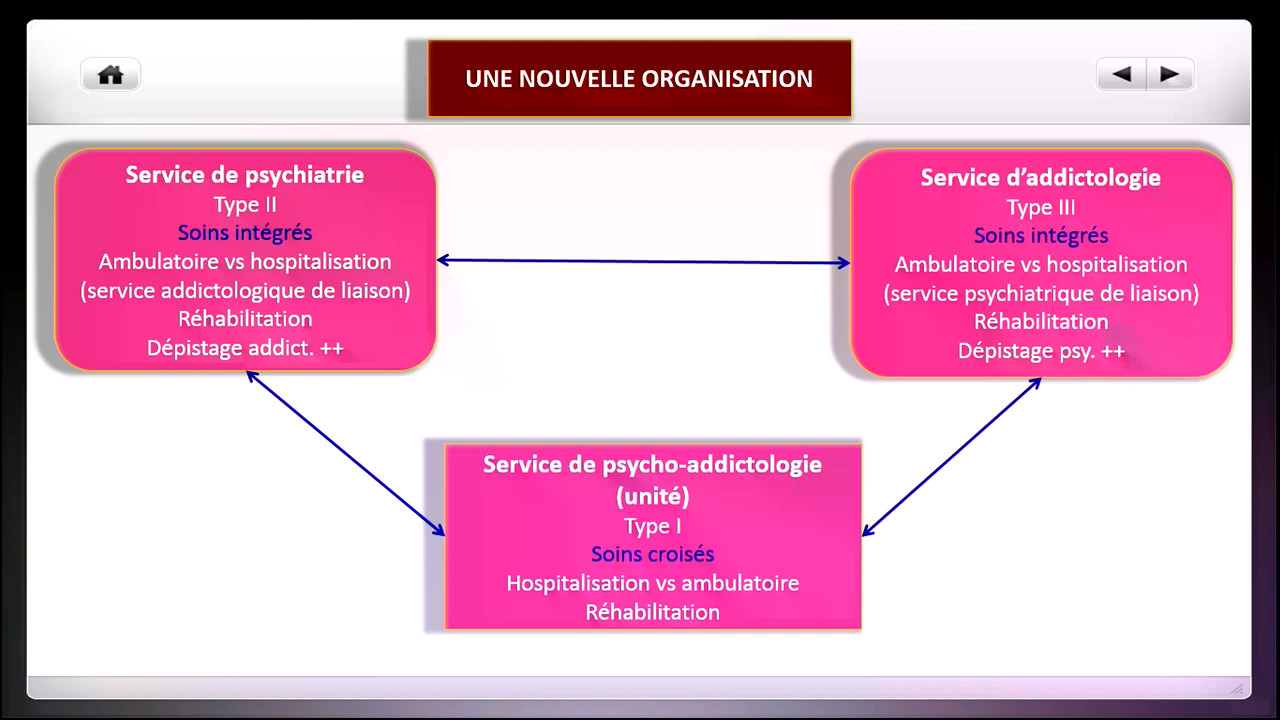 UNE NOUVELLE ORGANISATION
Service de psychiatrie
Type II
Soins intégrés
Ambulatoire vs hospitalisation
(service addictologique de liaison)
Réhabilitation
Dépistage addict. ++
Service d’addictologie
Type III
Soins intégrés
Ambulatoire vs hospitalisation
(service psychiatrique de liaison)
Réhabilitation
Dépistage psy. ++
Service de psycho-addictologie
(unité)
Type I
Soins croisés
Hospitalisation vs ambulatoire
Réhabilitation